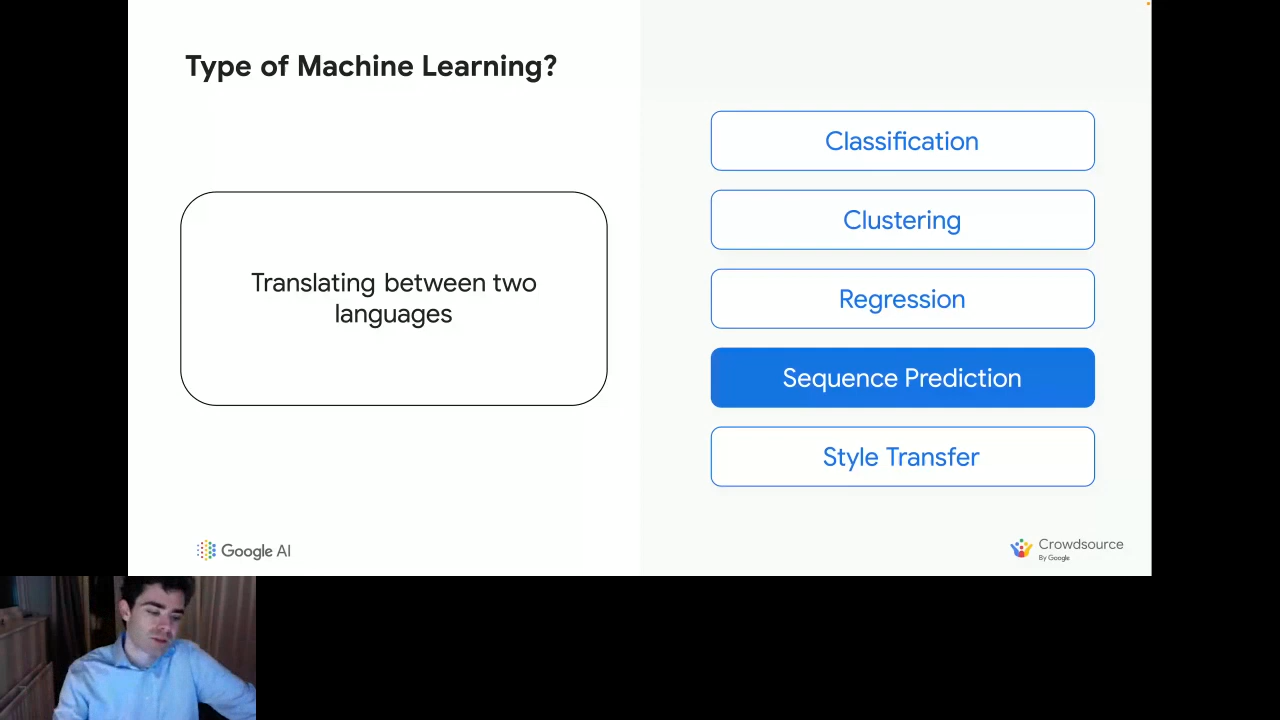 Type of Machine Learning?
Translating between two
languages
Classification
Clustering
Regression
Sequence Prediction
Style Transfer
Google AI
Crowdsource
By Google